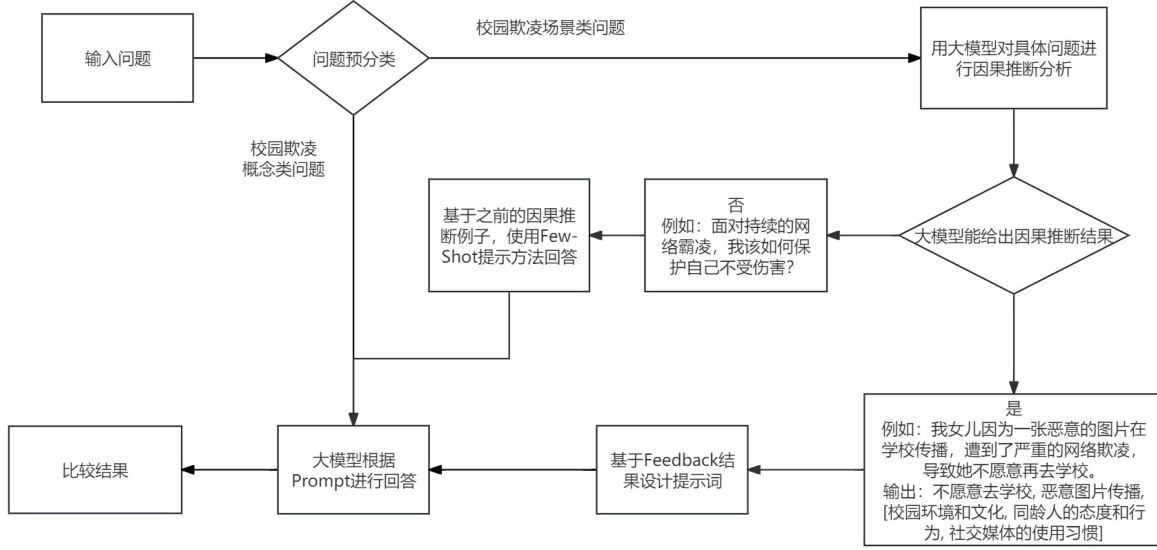 校园欺凌场景类问题
输入问题
问题预分类
用大模型对具体问题进
行因果推断分析
校园欺凌
概念类问题
基于之前的因果推
断例子，使用Few-
Shot提示方法回答
否
例如：面对持续的网
络霸凌，我该如何保
护自己不受伤害？
大模型能给出因果推断结果
是
例如：我女儿因为一张恶意的图片在
学校传播，遭到了严重的网络欺凌，
导致她不愿意再去学校。
输出：不愿意去学校, 恶意图片传播,
[校园环境和文化, 同龄人的态度和行
为, 社交媒体的使用习惯]
基于Feedback结
果设计提示词
大模型根据
Prompt进行回答
比较结果